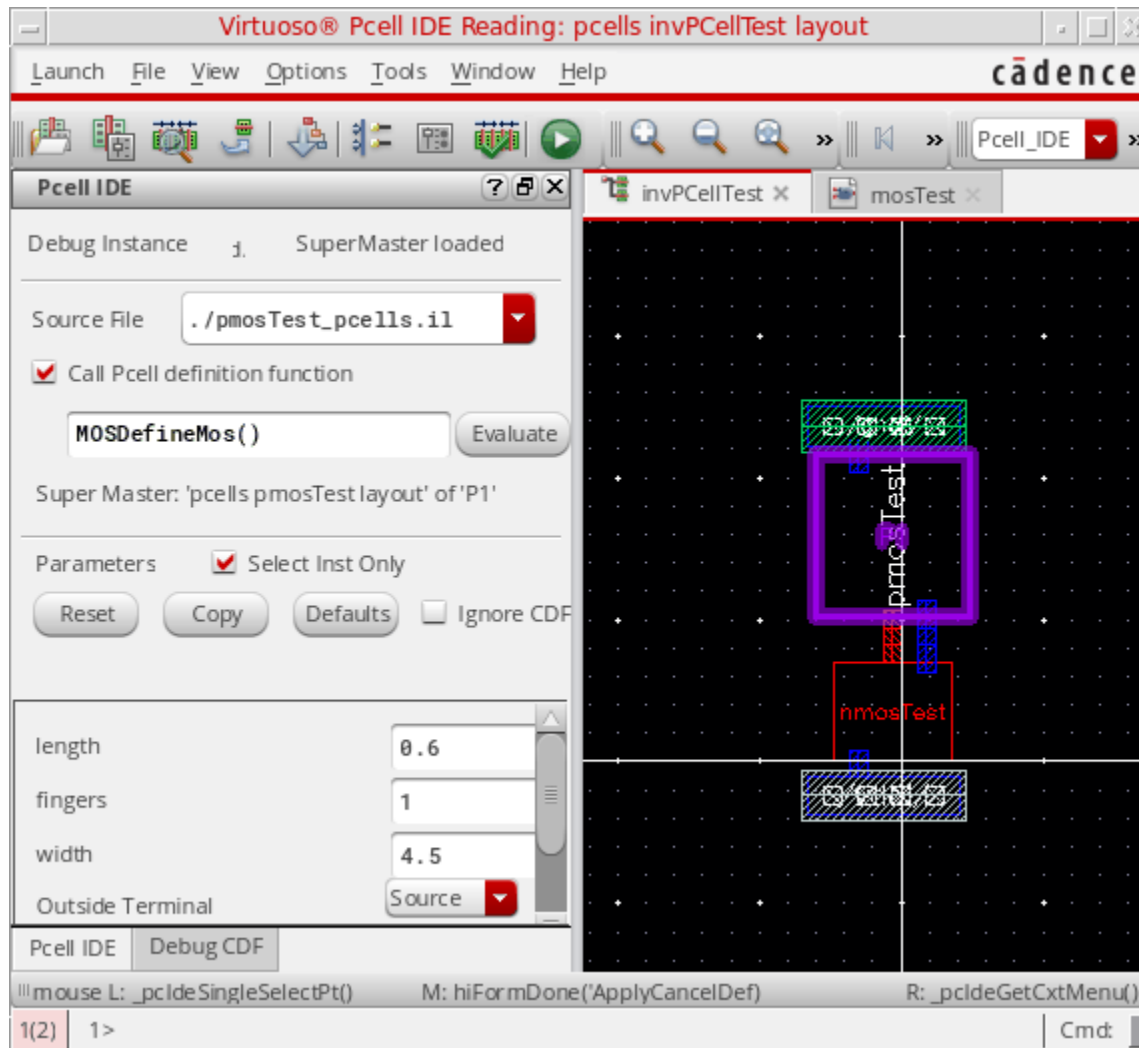 Virtuoso® Pcell IDE Reading: pcells invPCellTest layout
Launch File View Options Tools Window Help
cādence
» » Pcell_IDE »
Pcell IDE
invPCellTest
mosTest
Debug Instance
SuperMaster loaded
Source File ./pmosTest_pcells.il
Call Pcell definition function
MOSDefineMos() Evaluate
Super Master: 'pcells pmosTest layout' of 'P1'
Parameters Select Inst Only
Reset Copy Defaults Ignore CDF
length 0.6
fingers 1
width 4.5
Outside Terminal Source
pmosTest
nmosTest
Pcell IDE Debug CDF
mouse L: _pcIdeSingleSelectPt() M: hiFormDone('ApplyCancelDef) R: _pcIdeGetCxtMenu()
1(2) 1> Cmd: